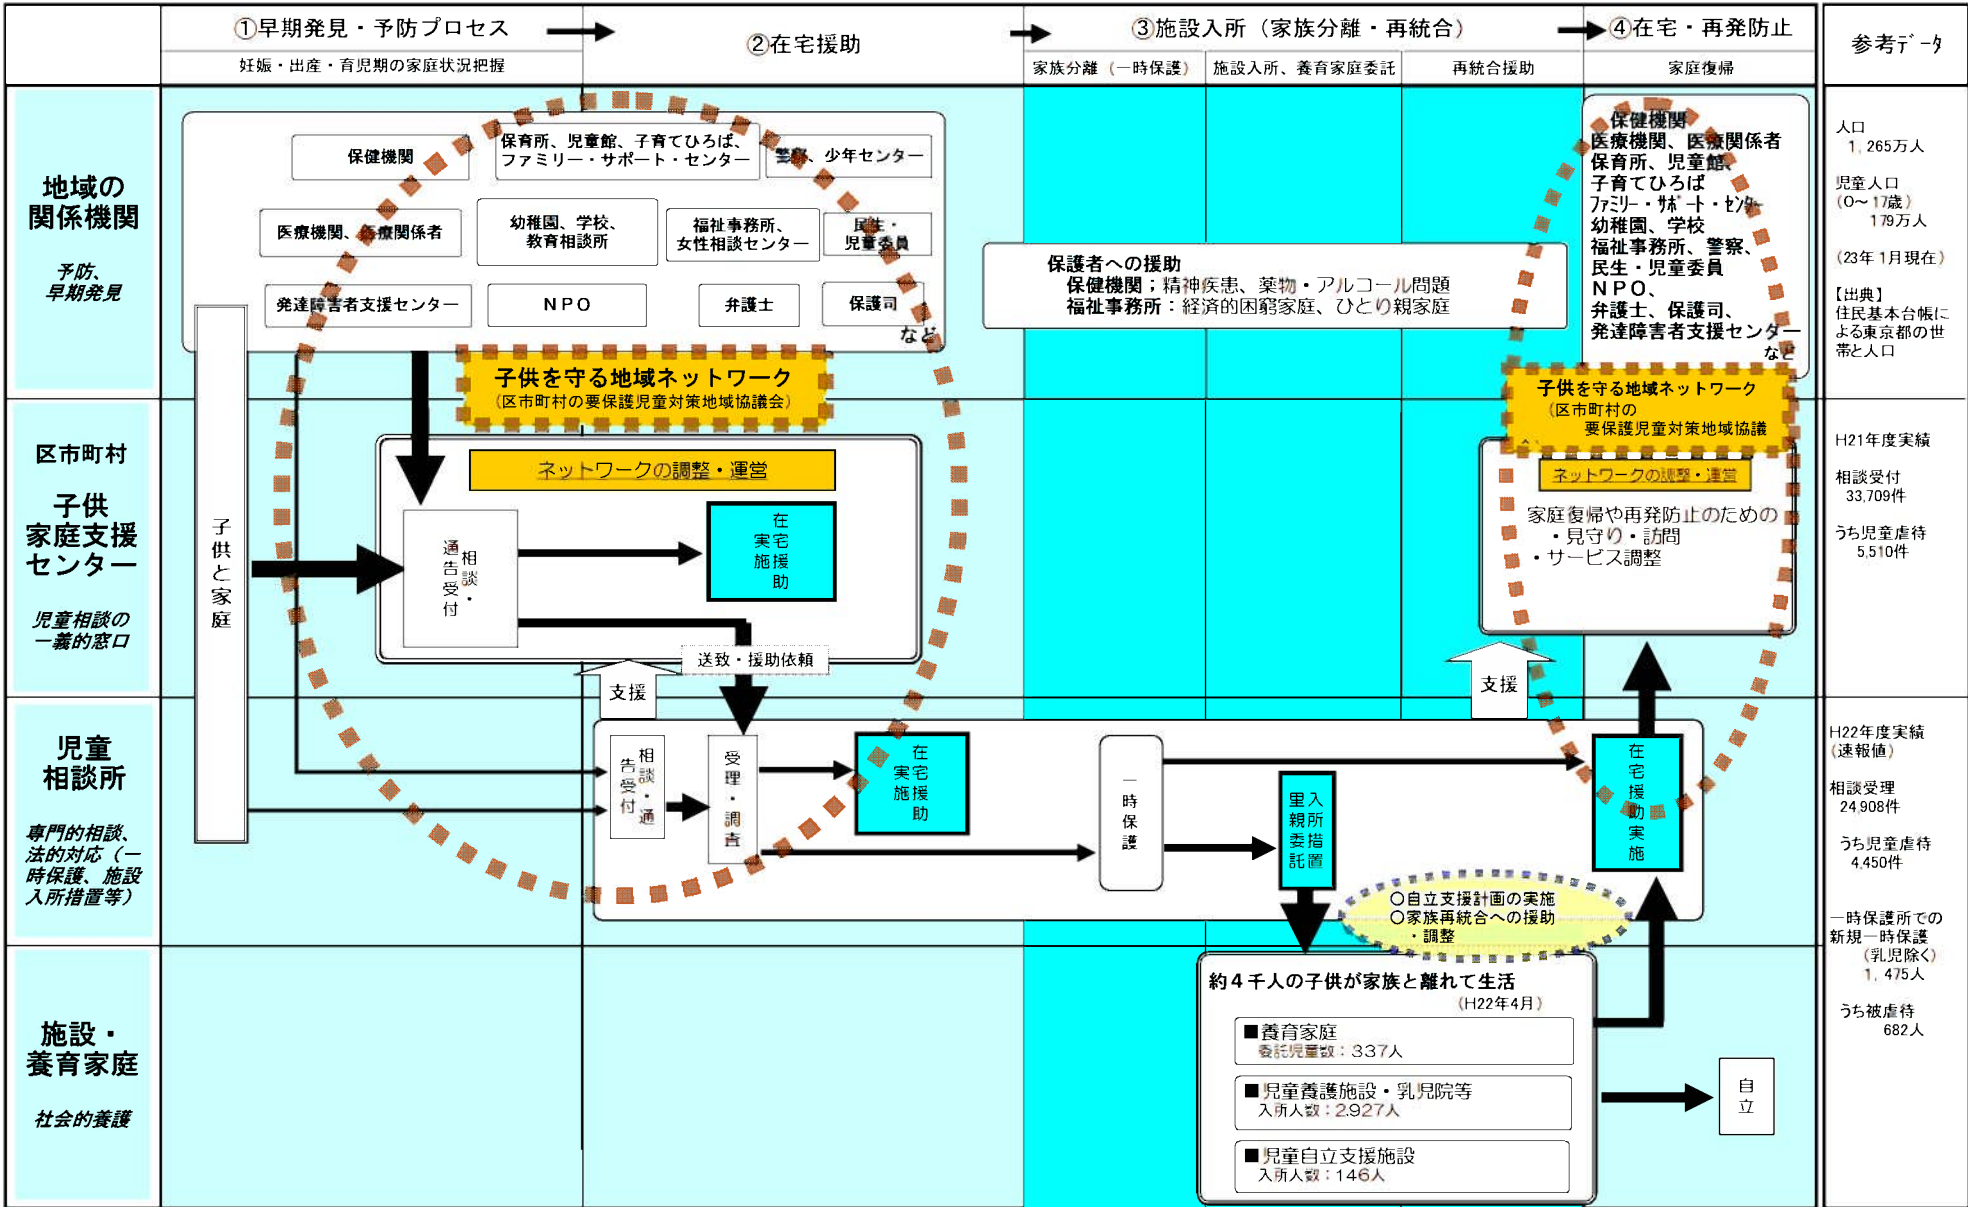 ①早期発見・予防プロセス
妊娠・出産・育児期の家庭状況把握
②在宅援助
③施設入所（家族分離・再統合）
家族分離（一時保護）
施設入所、養育家庭委託
再統合援助
④在宅・再発防止
家庭復帰
参考ﾃﾞｰﾀ
地域の
関係機関
予防、
早期発見
保健機関
保育所、児童館、子育てひろば、
ファミリー・サポート・センター
警察、少年センター
医療機関、医療関係者
幼稚園、学校、
教育相談所
福祉事務所、
女性相談センター
民生・
児童委員
発達障害者支援センター
ＮＰＯ
弁護士
保護司
など
保護者への援助
保健機関；精神疾患、薬物・アルコール問題
福祉事務所：経済的困窮家庭、ひとり親家庭
保健機関
医療機関、医療関係者
保育所、児童館、
子育てひろば
ﾌｧﾐﾘｰ・ｻﾎﾟｰﾄ・ｾﾝﾀｰ
幼稚園、学校
福祉事務所、警察、
民生・児童委員
ＮＰＯ、
弁護士、保護司、
発達障害者支援センター
など
人口
1,265万人
児童人口
（0～17歳）
179万人
（23年1月現在）
【出典】
住民基本台帳に
よる東京都の世
帯と人口
子供を守る地域ネットワーク
（区市町村の要保護児童対策地域協議会）
子供を守る地域ネットワーク
（区市町村の
要保護児童対策地域協議
区市町村
子供
家庭支援
センター
児童相談の
一義的窓口
子供と家庭
ネットワークの調整・運営
相談・
通告受付
在宅援助
実施
送致・援助依頼
支援
ネットワークの調整・運営
家庭復帰や再発防止のための
・見守り・訪問
・サービス調整
支援
H21年度実績
相談受付
33,709件
うち児童虐待
5,510件
児童
相談所
専門的相談、
法的対応（一
時保護、施設
入所措置等）
相談・通
告受付
受理・調査
在宅援助
実施
一時保護
入所措置
里親委託
在宅援助実施
○自立支援計画の実施
○家族再統合への援助
・調整
H22年度実績
（速報値）
相談受理
24,908件
うち児童虐待
4,450件
一時保護所での
新規一時保護
（乳児除く）
1,475人
うち被虐待
682人
施設・
養育家庭
社会的養護
約４千人の子供が家族と離れて生活
（H22年4月）
■養育家庭
委託児童数：337人
■児童養護施設・乳児院等
入所人数：2,927人
■児童自立支援施設
入所人数：146人
自立